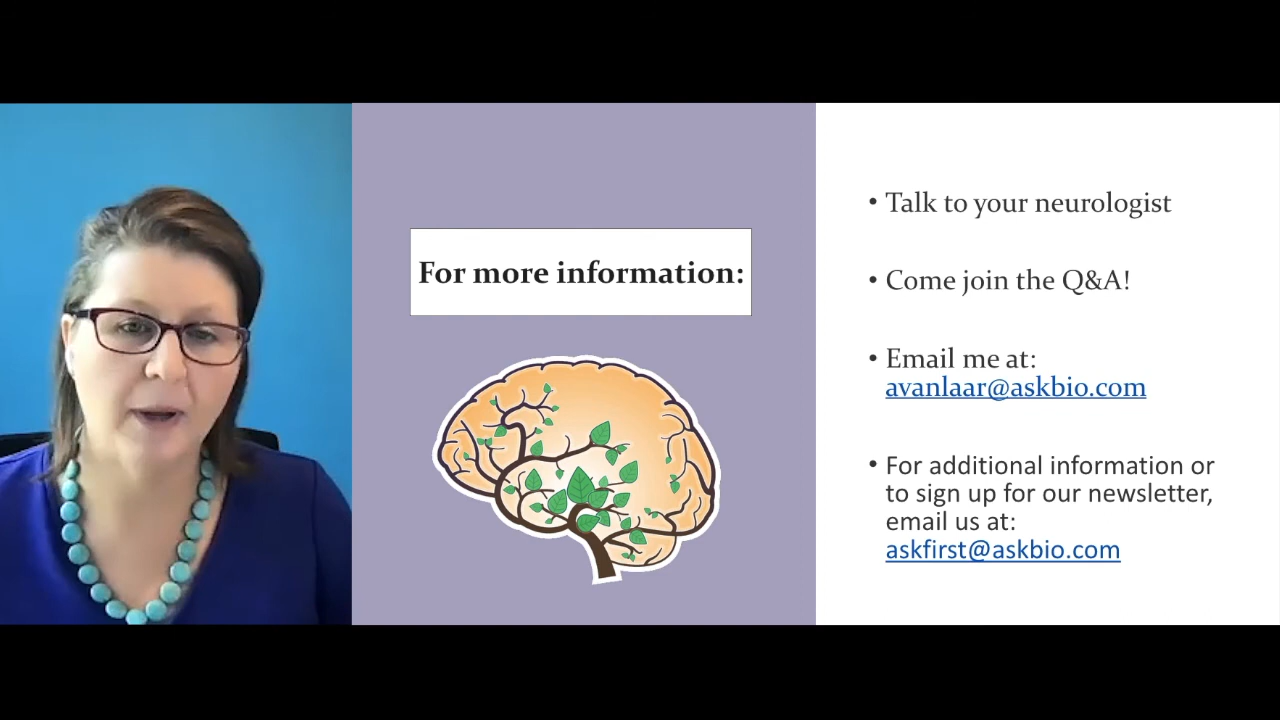 For more information:
• Talk to your neurologist
• Come join the Q&A!
• Email me at:
avanlaar@askbio.com
• For additional information or
to sign up for our newsletter,
email us at:
askfirst@askbio.com